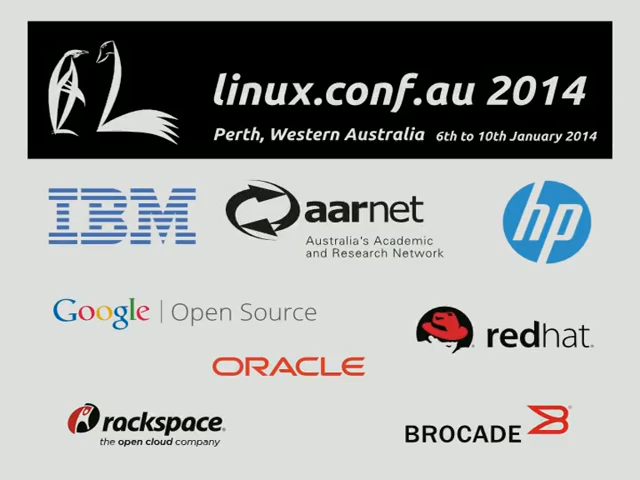 linux.conf.au 2014
Perth, Western Australia 6th to 10th January 2014
IBM
aarnet
Australia's Academic
and Research Network
hp
Google | Open Source
redhat.
ORACLE
rackspace.
the open cloud company
BROCADE